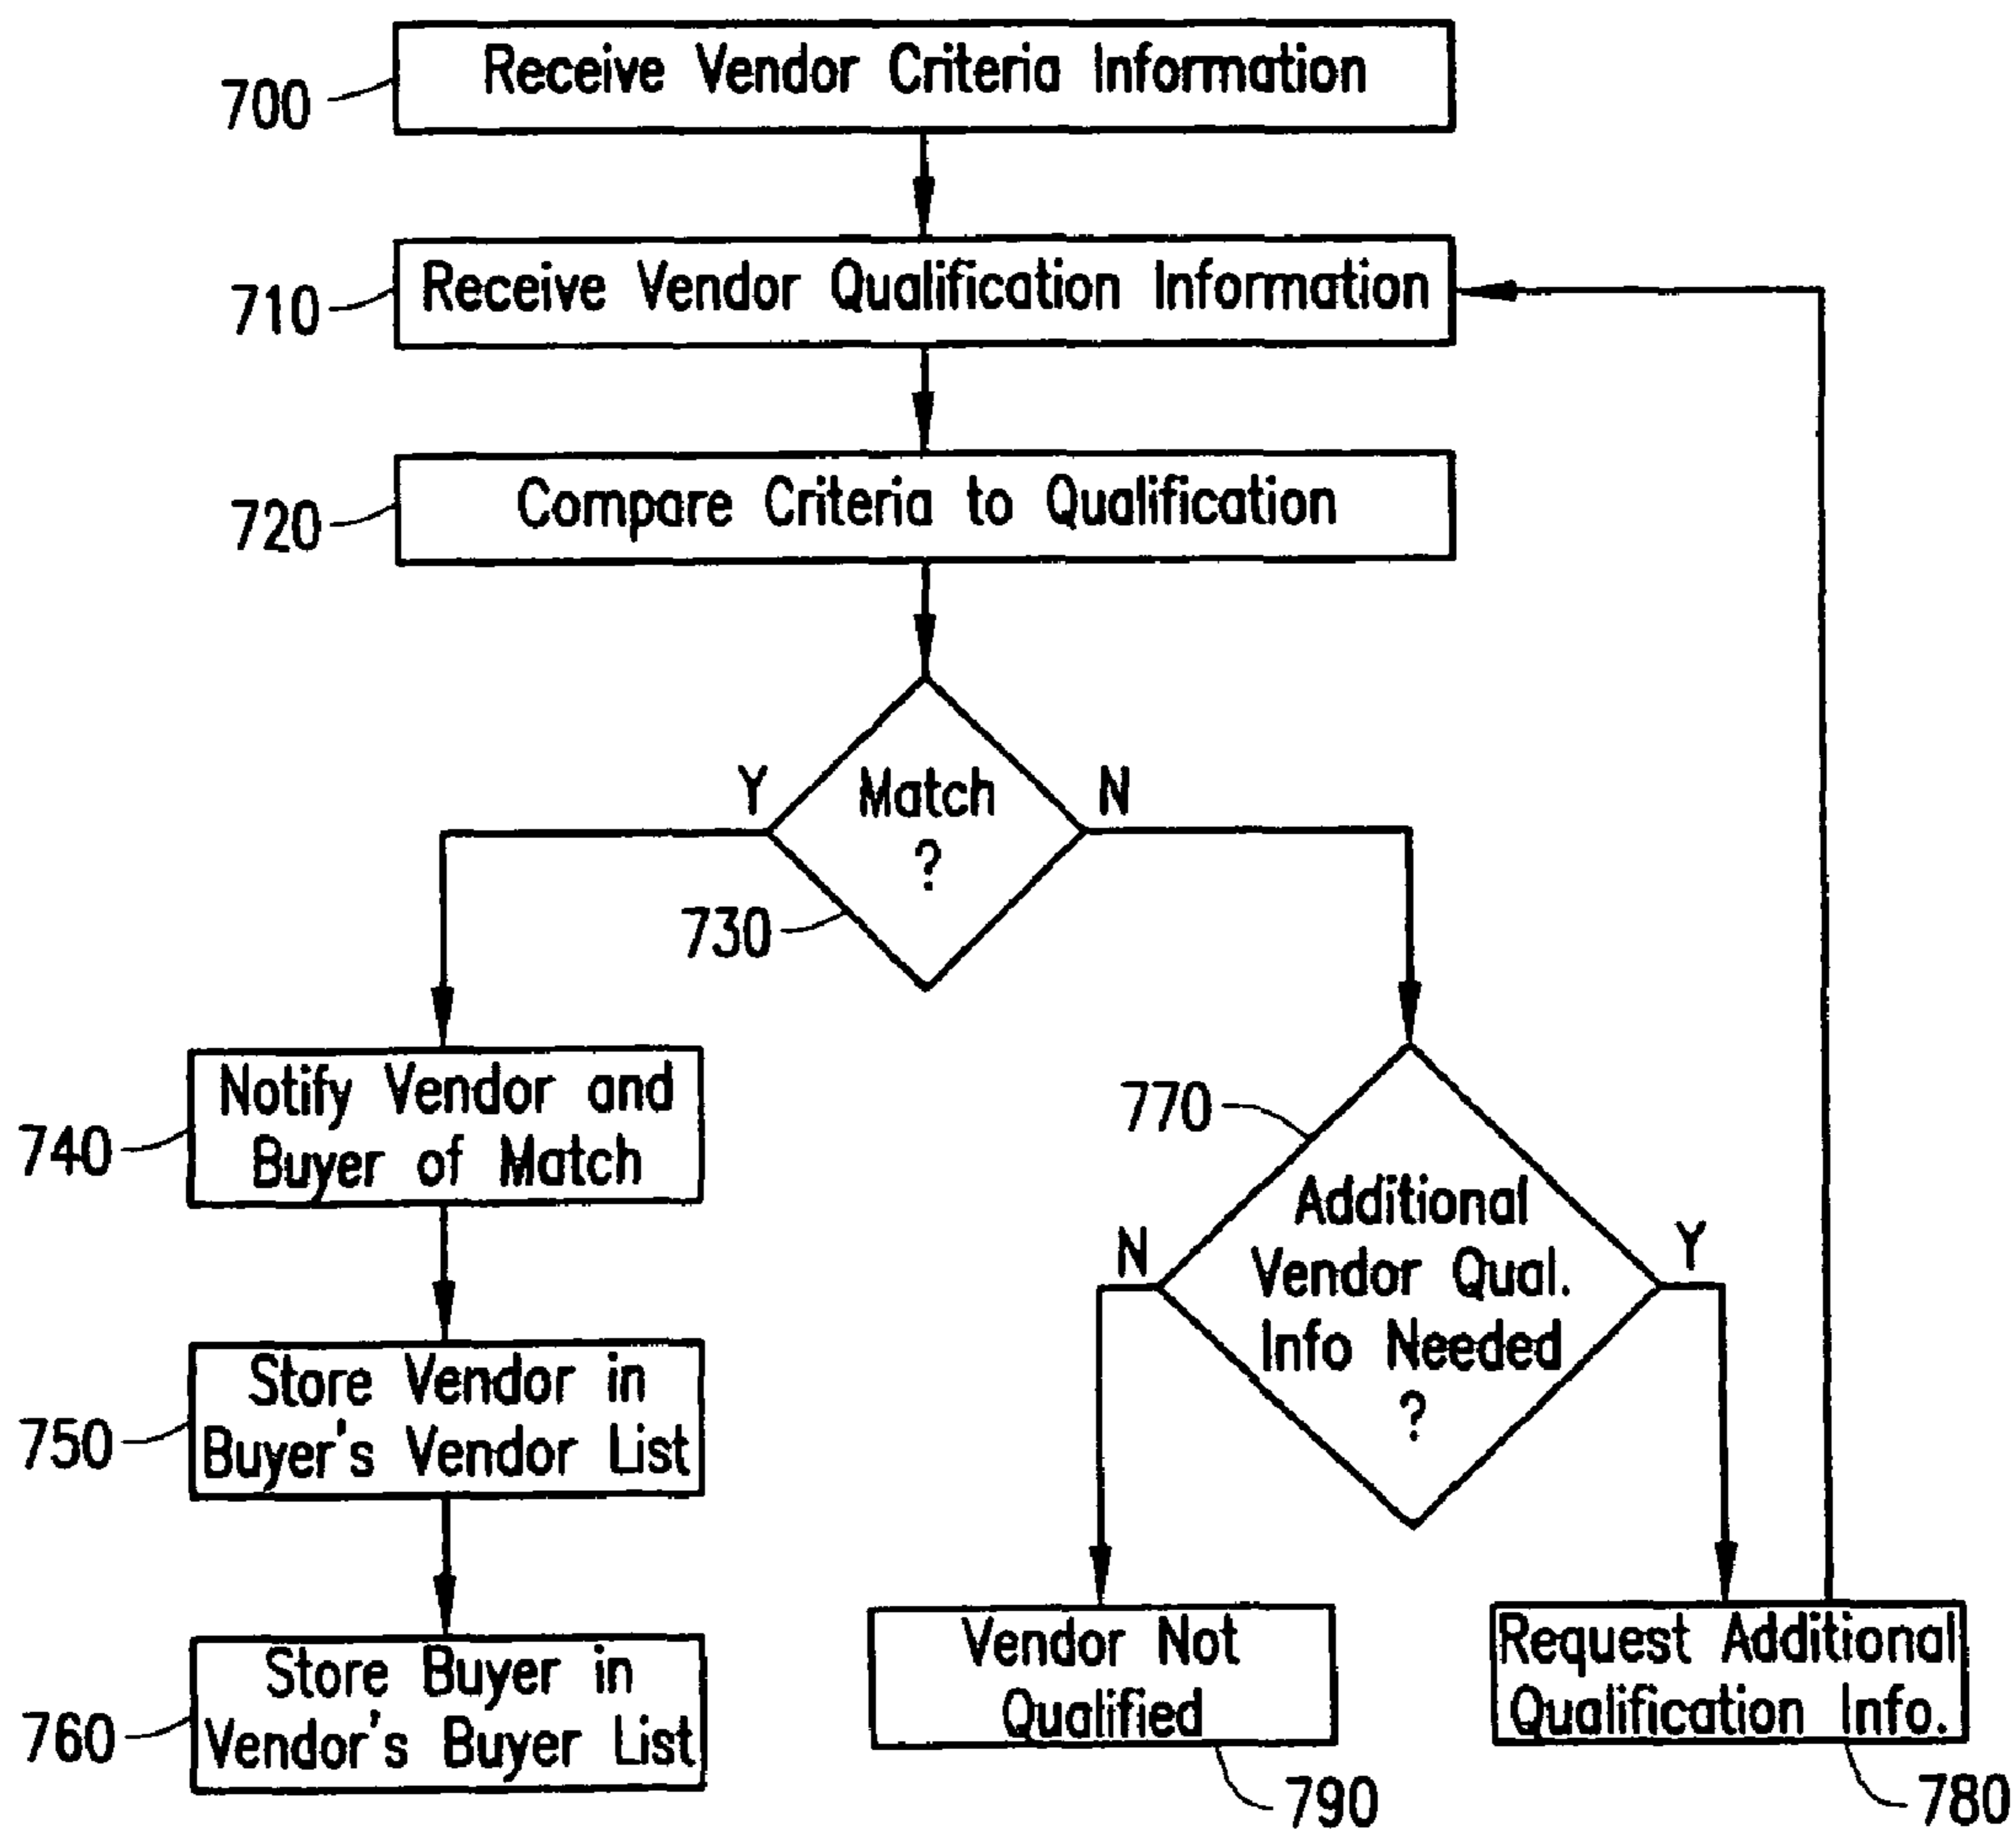 Receive Vendor Criteria Information
700
Receive Vendor Qualification Information
710
Compare Criteria to Qualification
720
Y
Match
?
N
730
Notify Vendor and
Buyer of Match
740
770
Additional
Vendor Qual.
Info Needed
?
N
Y
Store Vendor in
Buyer's Vendor List
750
Store Buyer in
Vendor's Buyer List
760
Vendor Not
Qualified
790
Request Additional
Qualification Info.
780